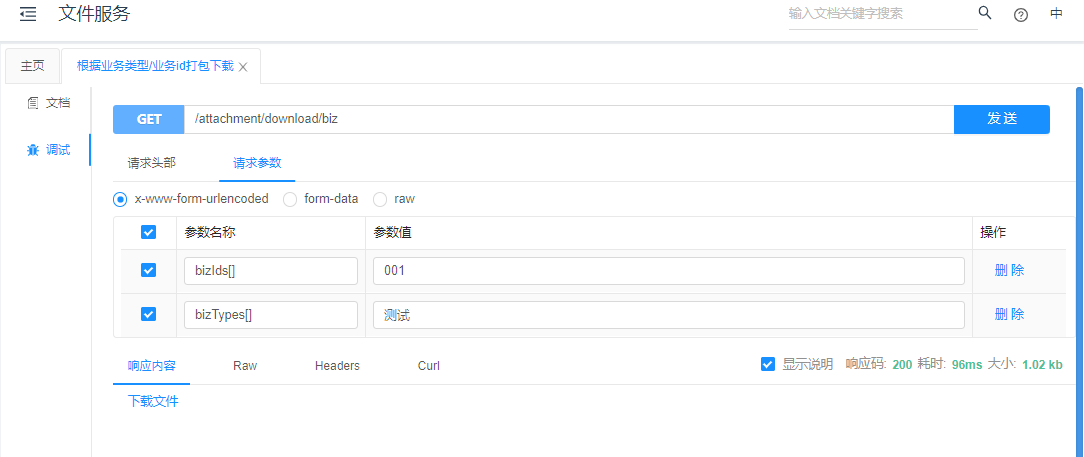 文件服务
输入文档关键字搜索
中
主页
根据业务类型/业务id打包下载
文档
调试
GET /attachment/download/biz 发 送
请求头部 请求参数
x-www-form-urlencoded form-data raw
参数名称 参数值 操作
bizIds[] 001 删 除
bizTypes[] 测试 删 除
响应内容 Raw Headers Curl 显示说明 响应码: 200 耗时: 96ms 大小: 1.02 kb
下载文件